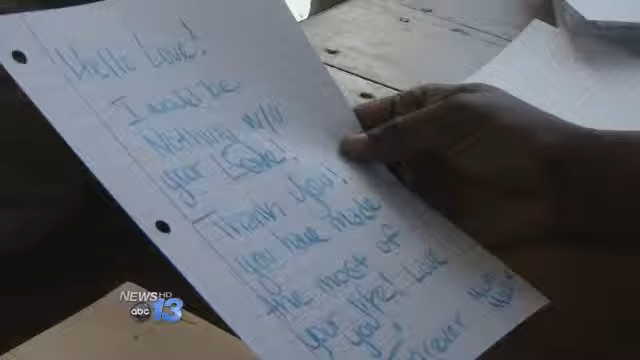 Hello Love!
I would be
Nothing w/o
your Love!
Thank You!
you have made
the most of
your life! Love
you!
Forever
NEWS HD
abc 13